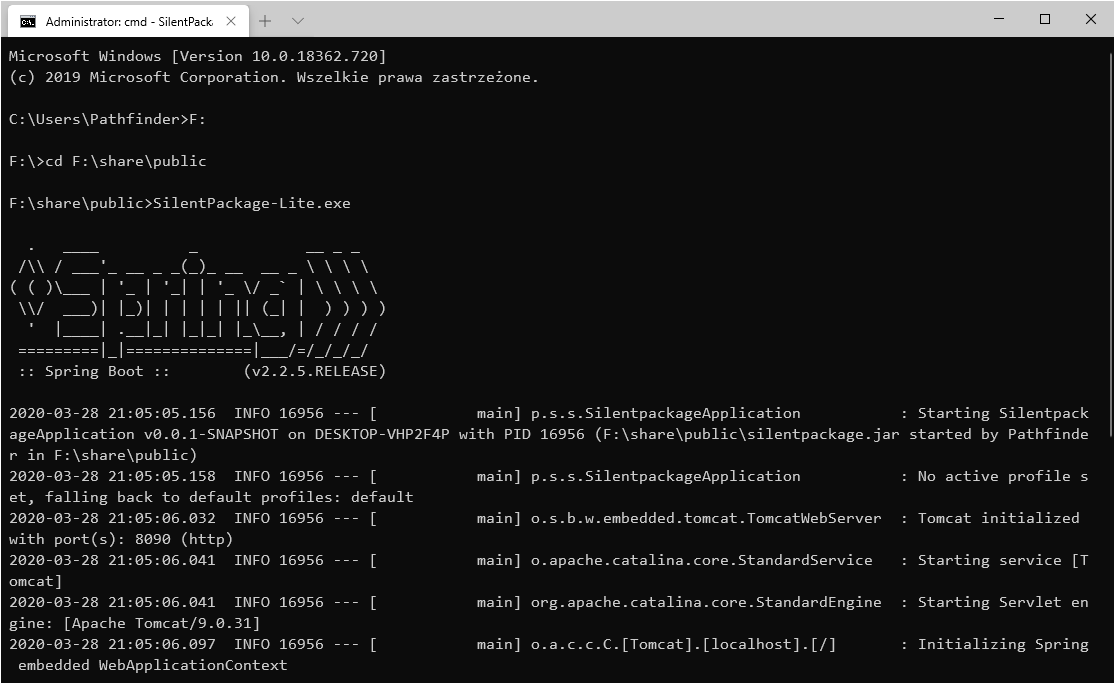 Administrator: cmd - SilentPack
Microsoft Windows [Version 10.0.18362.720]
(c) 2019 Microsoft Corporation. Wszelkie prawa zastrzeżone.
C:\Users\Pathfinder>F:
F:\>cd F:\share\public
F:\share\public>SilentPackage-Lite.exe
  .   ____          _            __ _ _
 /\\ / ___'_ __ _ _(_)_ __  __ _ \ \ \ \
( ( )\___ | '_ | '_| | '_ \/ _` | \ \ \ \
 \\/  ___)| |_)| | | | | || (_| |  ) ) ) )
  '  |____| .__|_| |_|_| |_\__, | / / / /
 =========|_|==============|___/=/_/_/_/
 :: Spring Boot ::        (v2.2.5.RELEASE)
2020-03-28 21:05:05.156  INFO 16956 --- [           main] p.s.s.SilentpackageApplication           : Starting Silentpack
ageApplication v0.0.1-SNAPSHOT on DESKTOP-VHP2F4P with PID 16956 (F:\share\public\silentpackage.jar started by Pathfinde
r in F:\share\public)
2020-03-28 21:05:05.158  INFO 16956 --- [           main] p.s.s.SilentpackageApplication           : No active profile s
et, falling back to default profiles: default
2020-03-28 21:05:06.032  INFO 16956 --- [           main] o.s.b.w.embedded.tomcat.TomcatWebServer  : Tomcat initialized
with port(s): 8090 (http)
2020-03-28 21:05:06.041  INFO 16956 --- [           main] o.apache.catalina.core.StandardService   : Starting service [T
omcat]
2020-03-28 21:05:06.041  INFO 16956 --- [           main] org.apache.catalina.core.StandardEngine  : Starting Servlet en
gine: [Apache Tomcat/9.0.31]
2020-03-28 21:05:06.097  INFO 16956 --- [           main] o.a.c.c.C.[Tomcat].[localhost].[/]       : Initializing Spring
 embedded WebApplicationContext